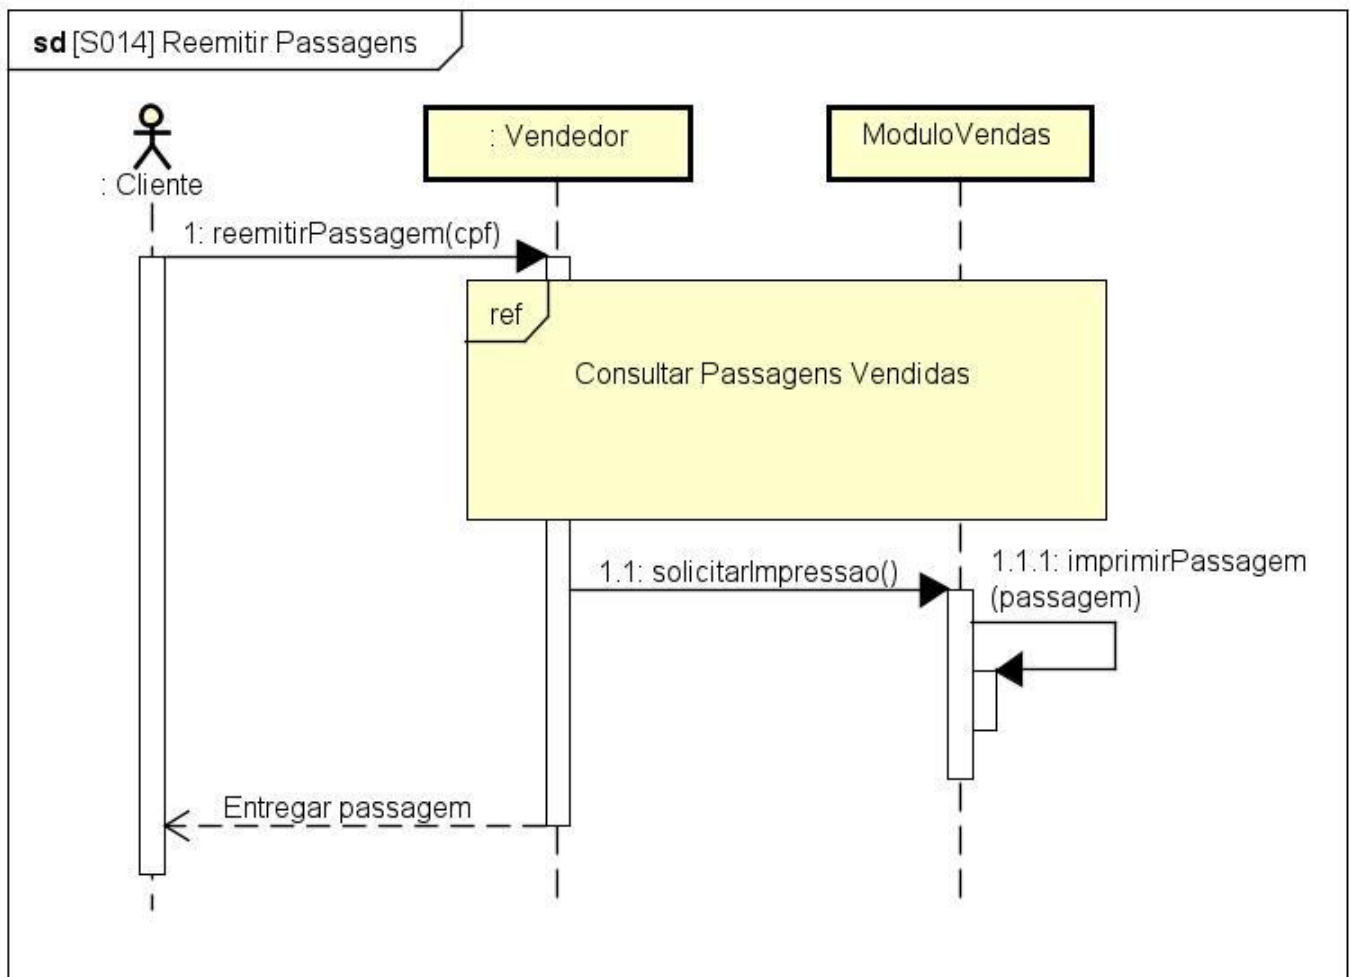 sd [S014] Reemitir Passagens
: Cliente
: Vendedor
ModuloVendas
1: reemitirPassagem(cpf)
ref
Consultar Passagens Vendidas
1.1: solicitarImpressao()
1.1.1: imprimirPassagem
(passagem)
Entregar passagem